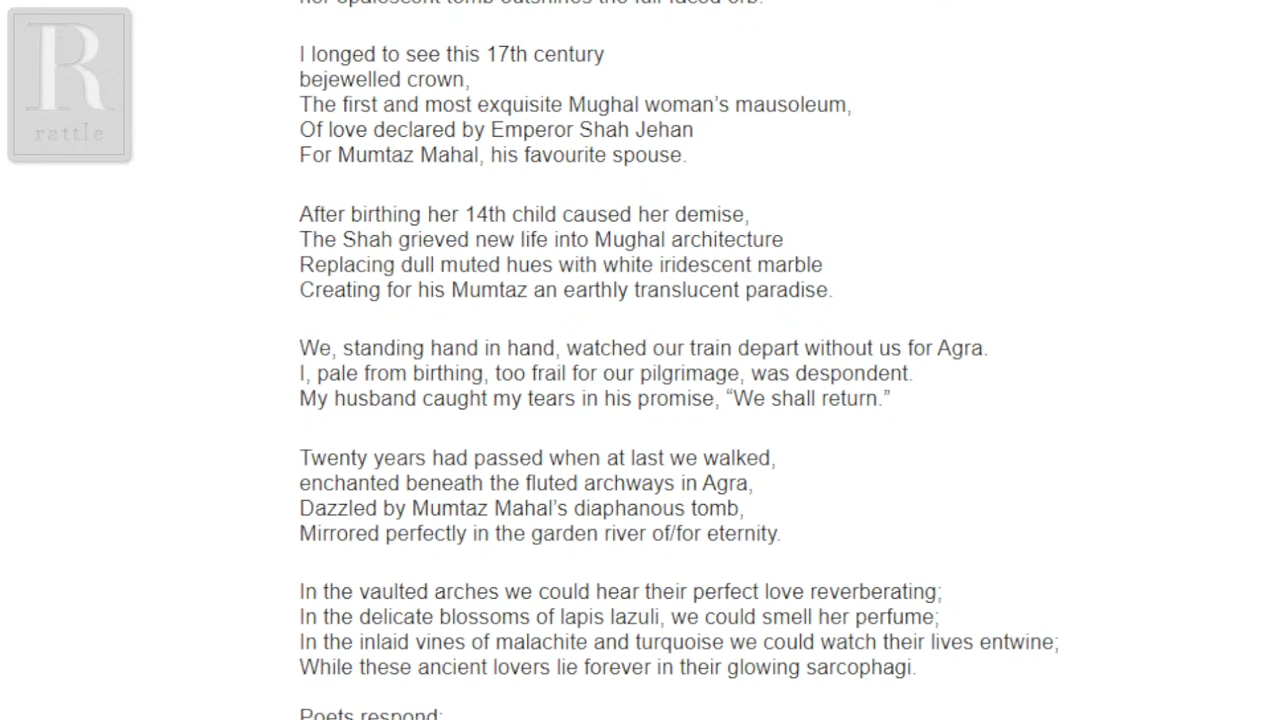 her opalescent tomb outshines the full-faced orb.
I longed to see this 17th century
bejewelled crown,
The first and most exquisite Mughal woman’s mausoleum,
Of love declared by Emperor Shah Jehan
For Mumtaz Mahal, his favourite spouse.
After birthing her 14th child caused her demise,
The Shah grieved new life into Mughal architecture
Replacing dull muted hues with white iridescent marble
Creating for his Mumtaz an earthly translucent paradise.
We, standing hand in hand, watched our train depart without us for Agra.
I, pale from birthing, too frail for our pilgrimage, was despondent.
My husband caught my tears in his promise, “We shall return.”
Twenty years had passed when at last we walked,
enchanted beneath the fluted archways in Agra,
Dazzled by Mumtaz Mahal’s diaphanous tomb,
Mirrored perfectly in the garden river of/for eternity.
In the vaulted arches we could hear their perfect love reverberating;
In the delicate blossoms of lapis lazuli, we could smell her perfume;
In the inlaid vines of malachite and turquoise we could watch their lives entwine;
While these ancient lovers lie forever in their glowing sarcophagi.
Poets respond:
R
rattle